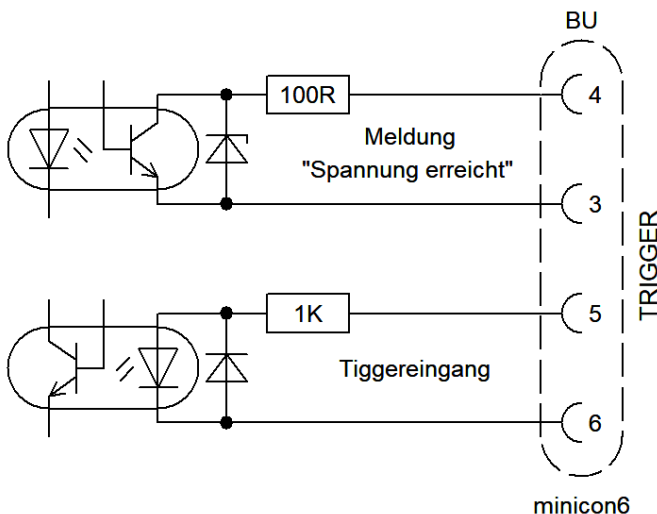 BU
100R
4
Meldung
"Spannung erreicht"
3
TRIGGER
1K
5
Tiggereingang
6
minicon6